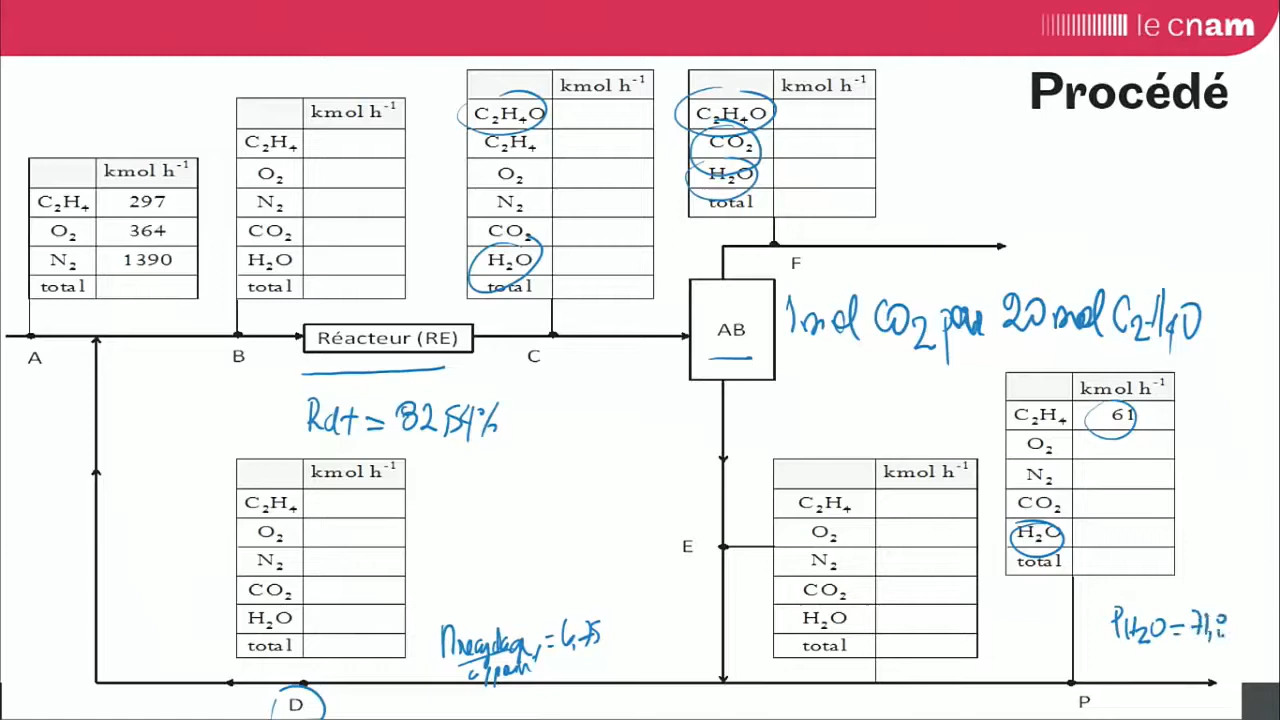 le cnam
Procédé
kmol h⁻¹
C₂H₄ 297
O₂ 364
N₂ 1390
total
kmol h⁻¹
C₂H₄
O₂
N₂
CO₂
H₂O
total
kmol h⁻¹
C₂H₄O
C₂H₄
O₂
N₂
CO₂
H₂O
total
kmol h⁻¹
C₂H₄O
CO₂
H₂O
total
F
A
B
Réacteur (RE)
C
AB
1 mol CO₂ pour 20 mol C₂H₄O
Rdt = 82,54%
kmol h⁻¹
C₂H₄ 61
O₂
N₂
CO₂
H₂O
total
kmol h⁻¹
C₂H₄
O₂
N₂
CO₂
H₂O
total
E
kmol h⁻¹
C₂H₄
O₂
N₂
CO₂
H₂O
total
D
P